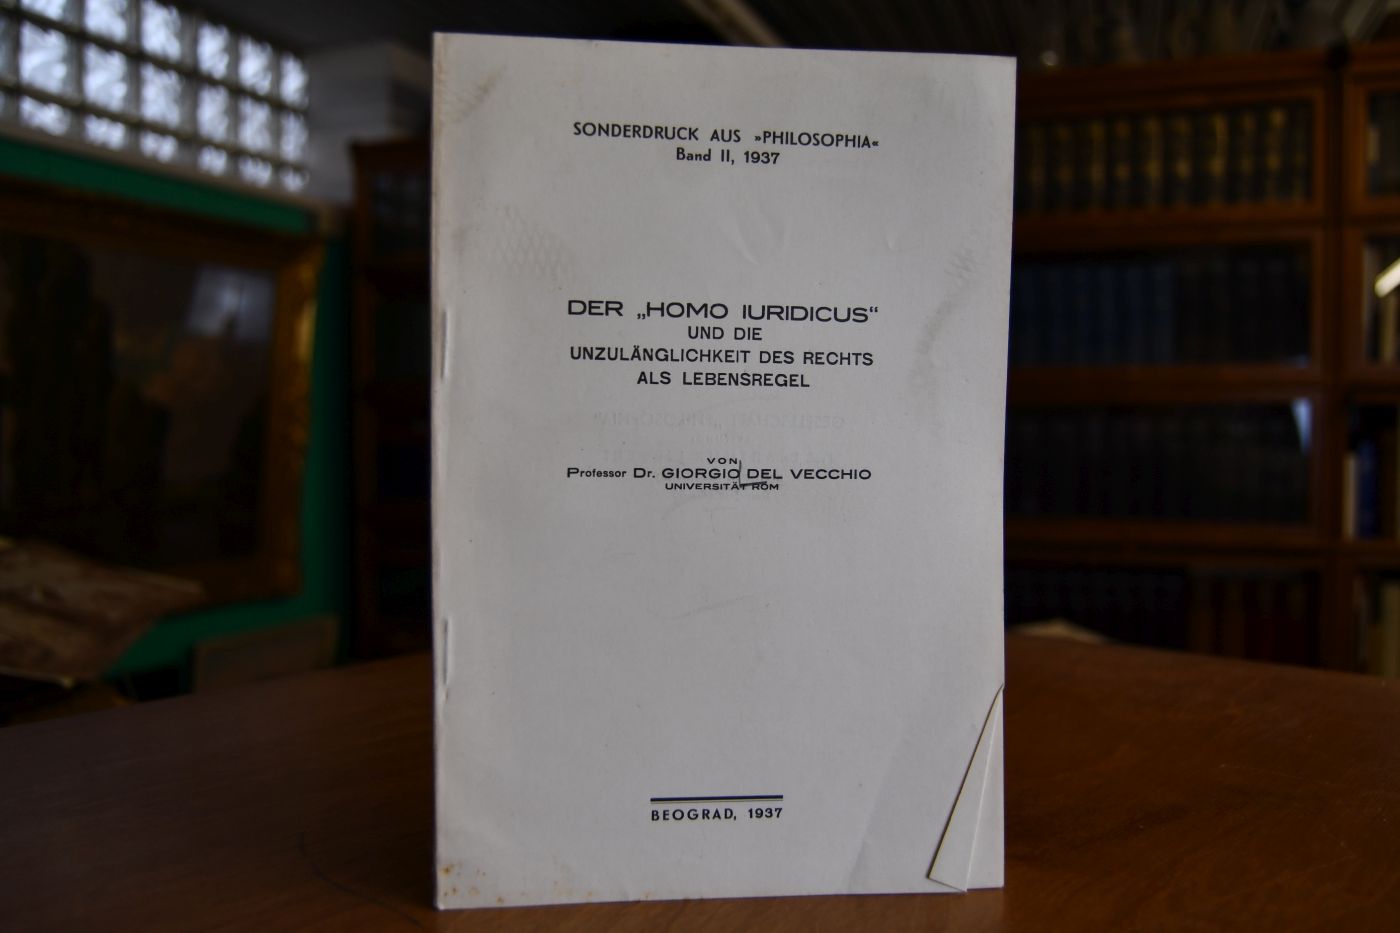 SONDERDRUCK AUS »PHILOSOPHIA«
Band II, 1937
DER „HOMO IURIDICUS“
UND DIE
UNZULÄNGLICHKEIT DES RECHTS
ALS LEBENSREGEL
VON
Professor Dr. GIORGIO DEL VECCHIO
UNIVERSITÄT ROM
BEOGRAD, 1937